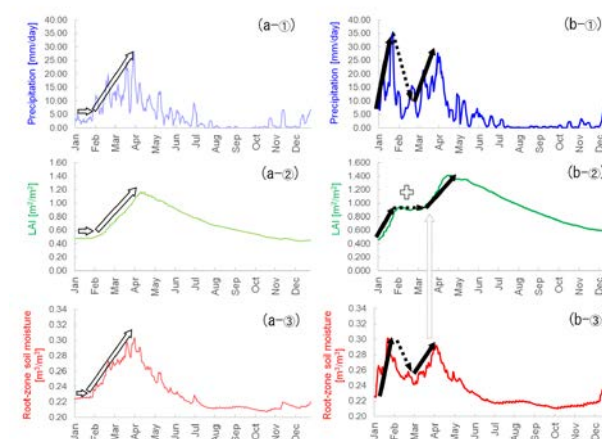 (a-①)
Precipitation [mm/day]
40.00
35.00
30.00
25.00
20.00
15.00
10.00
5.00
0.00
Jan Feb Mar Apr May Jun Jul Aug Sep Oct Nov Dec
(b-①)
Precipitation [mm/day]
40.00
35.00
30.00
25.00
20.00
15.00
10.00
5.00
0.00
Jan Feb Mar Apr May Jun Jul Aug Sep Oct Nov Dec
(a-②)
LAI [m²/m²]
1.60
1.40
1.20
1.00
0.80
0.60
0.40
0.20
0.000
Jan Feb Mar Apr May Jun Jul Aug Sep Oct Nov Dec
(b-②)
LAI [m²/m²]
1.60
1.40
1.20
1.00
0.80
0.60
0.40
0.20
0.000
Jan Feb Mar Apr May Jun Jul Aug Sep Oct Nov Dec
(a-③)
Root-zone soil moisture
[m³/m³]
0.34
0.32
0.30
0.28
0.26
0.24
0.22
0.20
Jan Feb Mar Apr May Jun Jul Aug Sep Oct Nov Dec
(b-③)
Root-zone soil moisture
[m³/m³]
0.34
0.32
0.30
0.28
0.26
0.24
0.22
0.20
Jan Feb Mar Apr May Jun Jul Aug Sep Oct Nov Dec